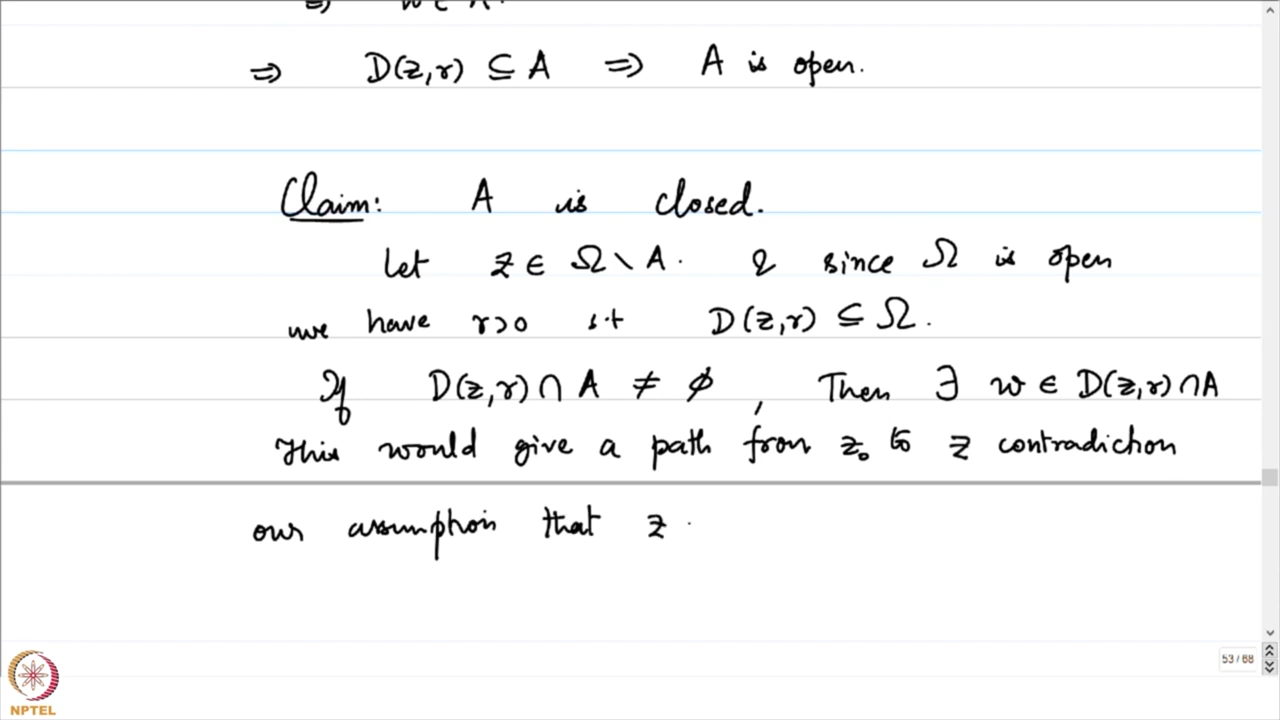 ⇒ D(z,r) ⊆ A ⇒ A is open.
Claim: A is closed.
Let z ∈ Ω \ A. & since Ω is open
we have r>0 st D(z,r) ⊆ Ω.
If D(z,r) ∩ A ≠ ϕ, Then ∃ w ∈ D(z,r) ∩ A
This would give a path from z₀ to z contradiction
our assumption that z
53 / 68
NPTEL